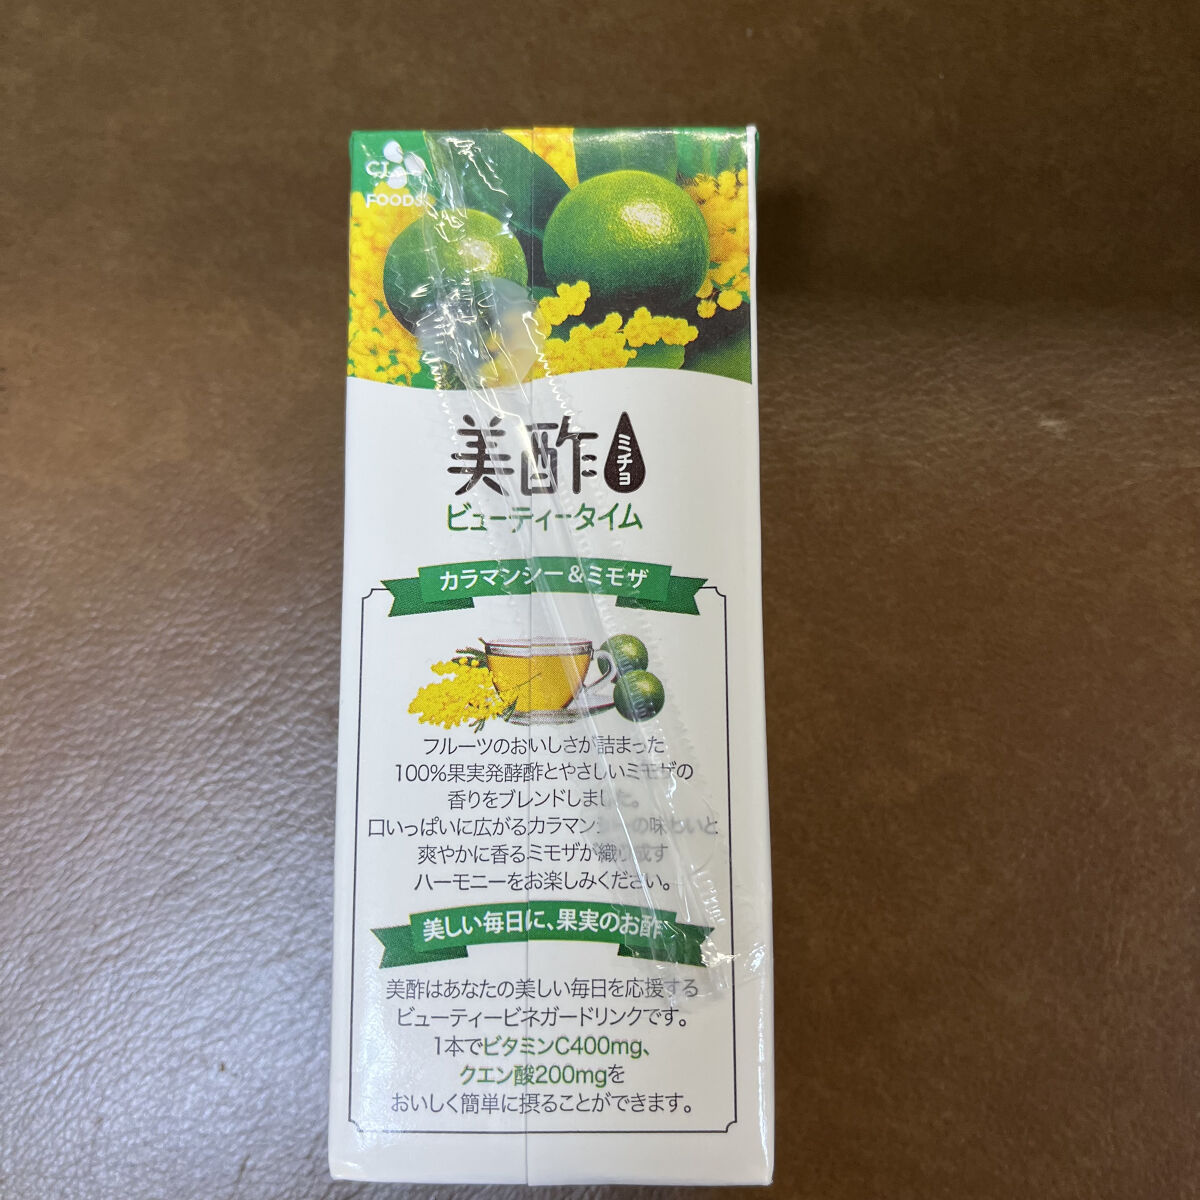 CJ
FOODS
美酢
ミチョ
ビューティータイム
カラマンシー&ミモザ
フルーツのおいしさが詰まった
100%果実発酵酢とやさしいミモザの
香りをブレンドしました。
口いっぱいに広がるカラマンシーの味わいと
爽やかに香るミモザが織り成す
ハーモニーをお楽しみください。
美しい毎日に、果実のお酢
美酢はあなたの美しい毎日を応援する
ビューティービネガードリンクです。
1本でビタミンC400mg、
クエン酸200mgを
おいしく簡単に摂ることができます。